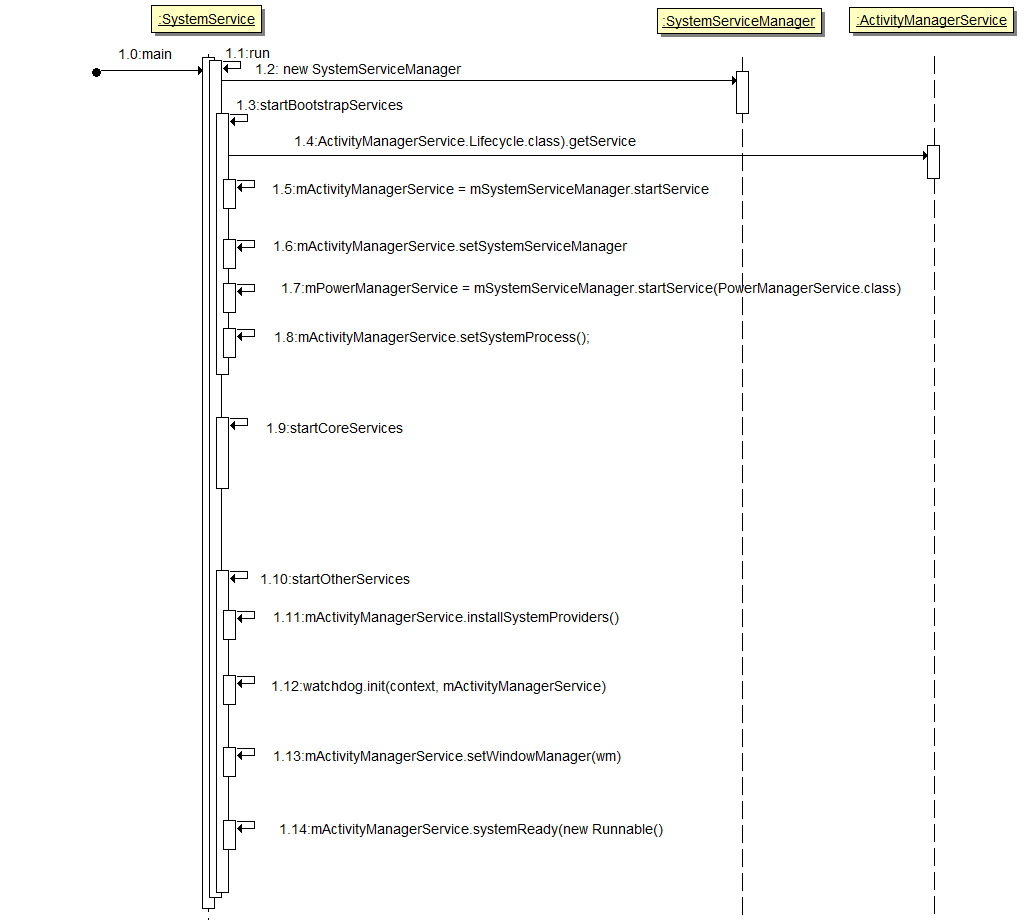 :SystemService
:SystemServiceManager
:ActivityManagerService
1.0:main
1.1:run
1.2: new SystemServiceManager
1.3:startBootstrapServices
1.4:ActivityManagerService.Lifecycle.class).getService
1.5:mActivityManagerService = mSystemServiceManager.startService
1.6:mActivityManagerService.setSystemServiceManager
1.7:mPowerManagerService = mSystemServiceManager.startService(PowerManagerService.class)
1.8:mActivityManagerService.setSystemProcess();
1.9:startCoreServices
1.10:startOtherServices
1.11:mActivityManagerService.installSystemProviders()
1.12:watchdog.init(context, mActivityManagerService)
1.13:mActivityManagerService.setWindowManager(wm)
1.14:mActivityManagerService.systemReady(new Runnable()